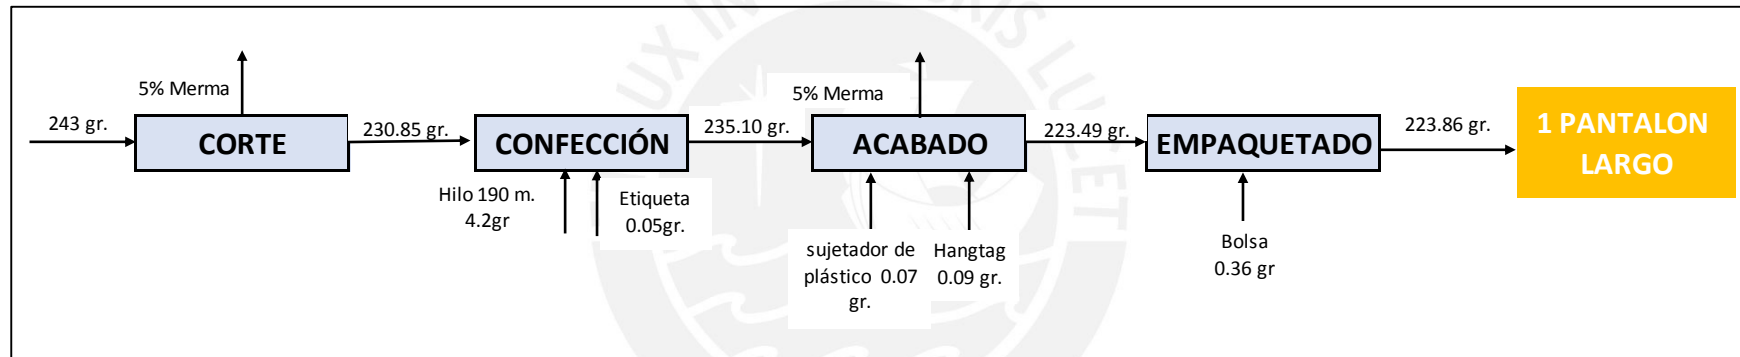 5% Merma
243 gr.
CORTE
230.85 gr.
CONFECCIÓN
Hilo 190 m.
4.2gr
Etiqueta
0.05gr.
235.10 gr.
5% Merma
ACABADO
sujetador de
plástico 0.07
gr.
Hangtag
0.09 gr.
223.49 gr.
EMPAQUETADO
Bolsa
0.36 gr
223.86 gr.
1 PANTALON
LARGO